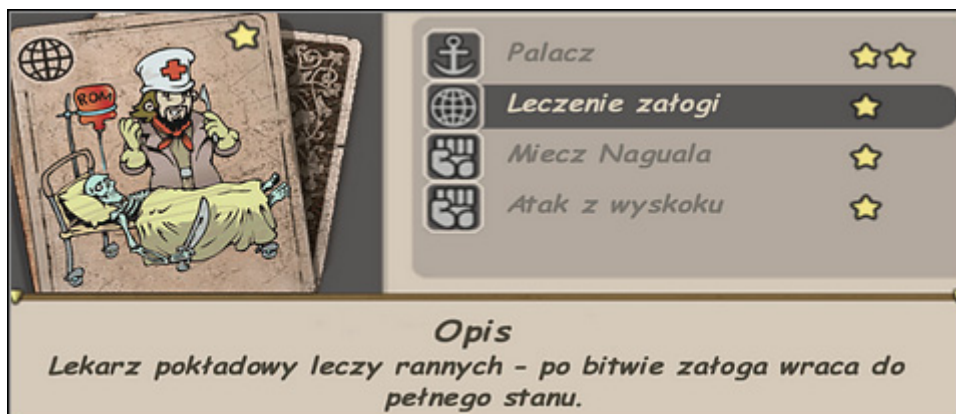 ROM
Palacz
Leczenie załogi
Miecz Naguala
Atak z wyskoku
Opis
Lekarz pokładowy leczy rannych - po bitwie załoga wraca do
pełnego stanu.